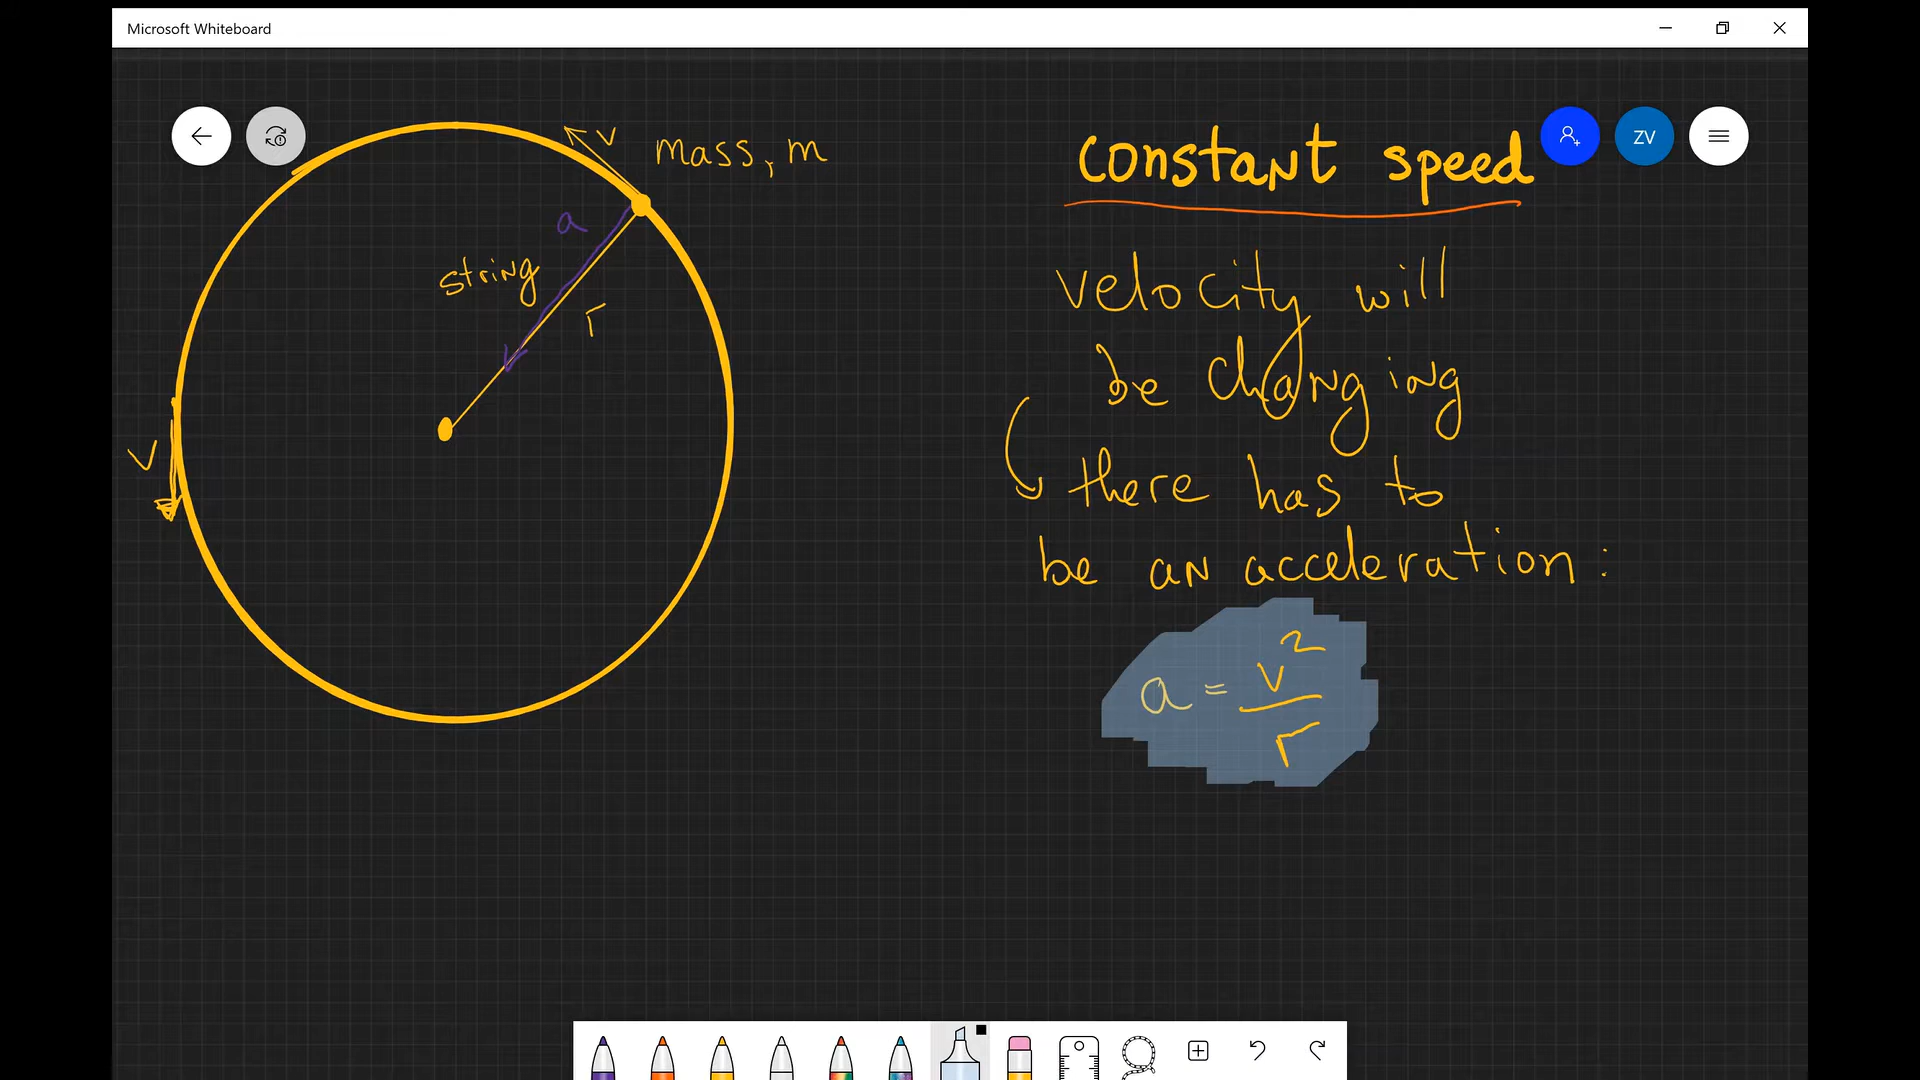 Microsoft Whiteboard
v
mass, m
constant speed
ZV
a
string
r
velocity will
be changing
v
there has to
be an acceleration:
a = v²/r